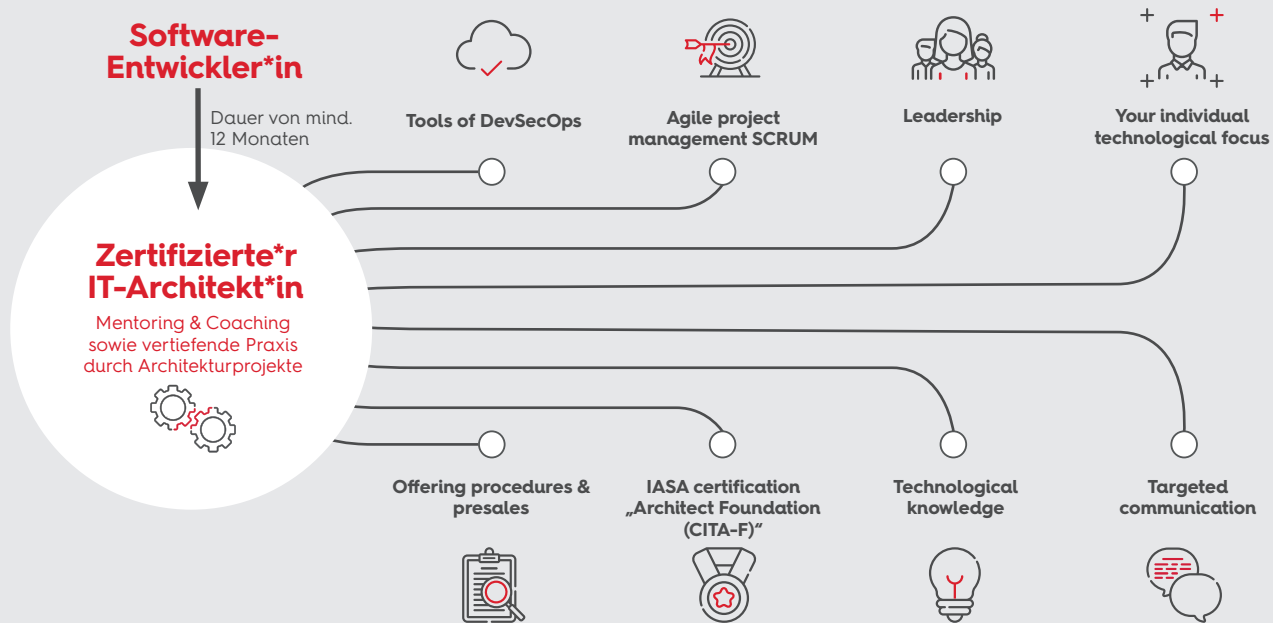 Software-
Entwickler*in
Dauer von mind.
12 Monaten
Tools of DevSecOps
Agile project
management SCRUM
Leadership
Your individual
technological focus
Zertifizierte*r
IT-Architekt*in
Mentoring & Coaching
sowie vertiefende Praxis
durch Architekturprojekte
Offering procedures &
presales
IASA certification
„Architect Foundation
(CITA-F)“
Technological
knowledge
Targeted
communication